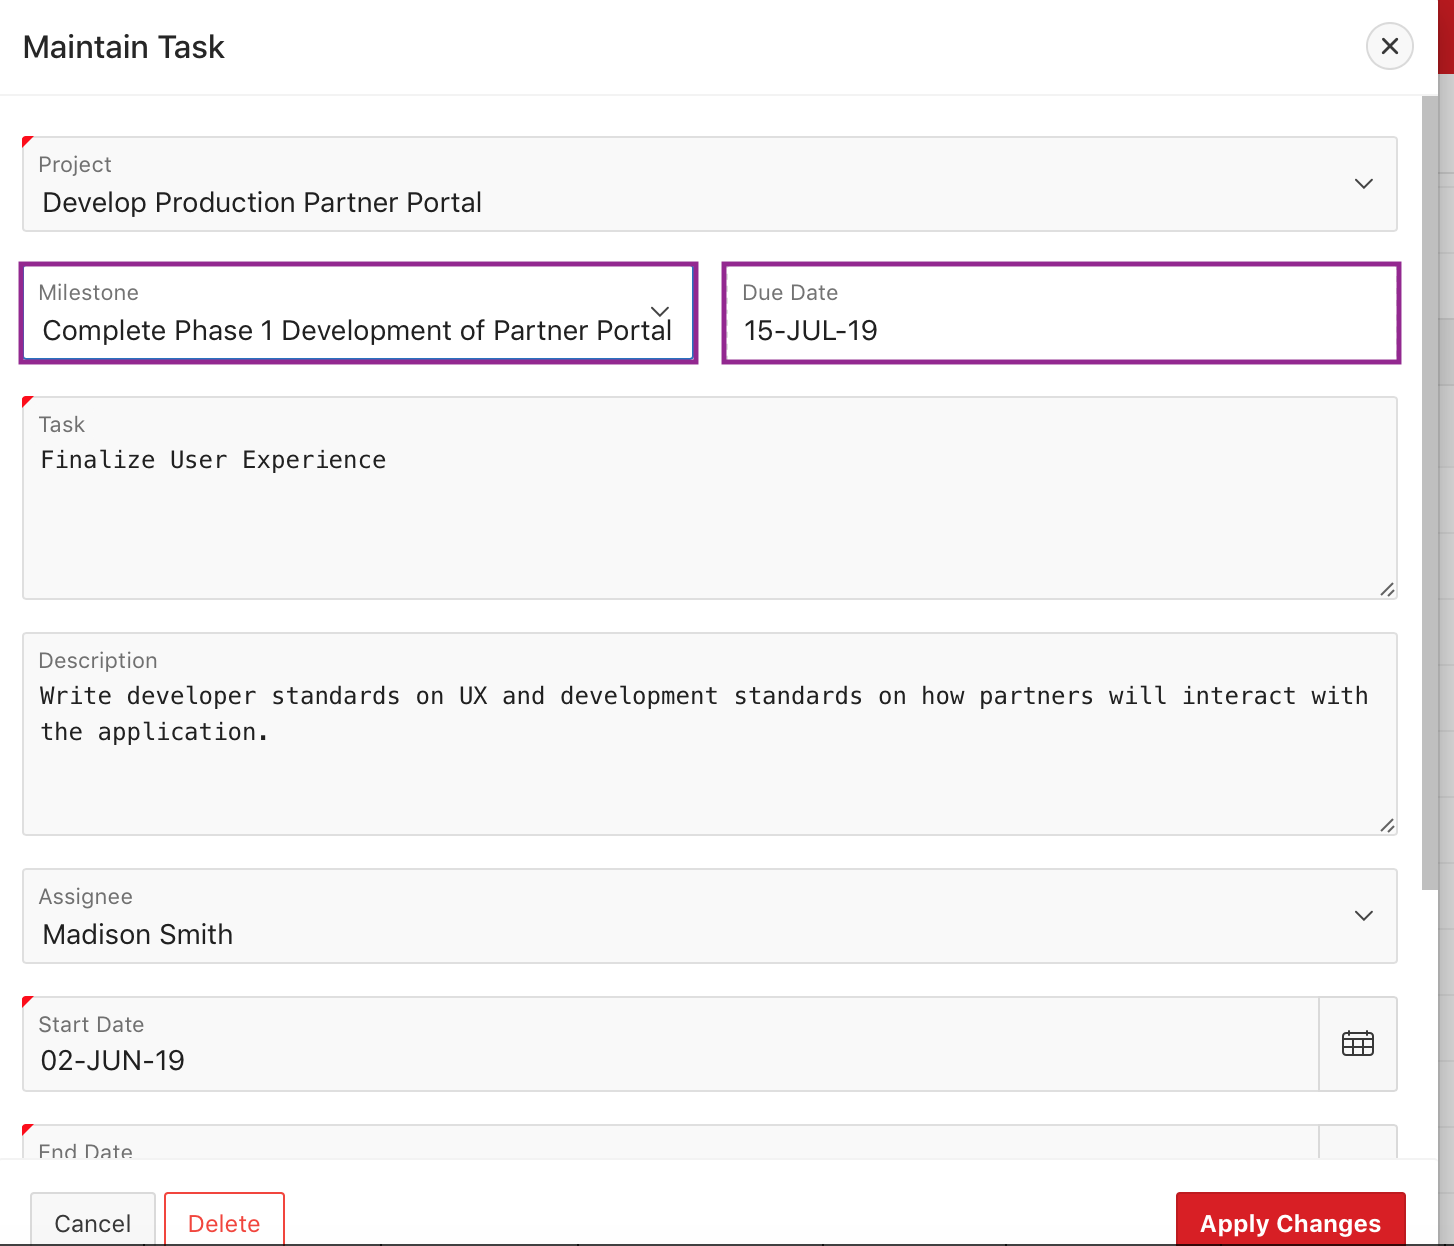 Maintain Task
Project
Develop Production Partner Portal
Milestone
Complete Phase 1 Development of Partner Portal
Due Date
15-JUL-19
Task
Finalize User Experience
Description
Write developer standards on UX and development standards on how partners will interact with
the application.
Assignee
Madison Smith
Start Date
02-JUN-19
End Date
Cancel
Delete
Apply Changes